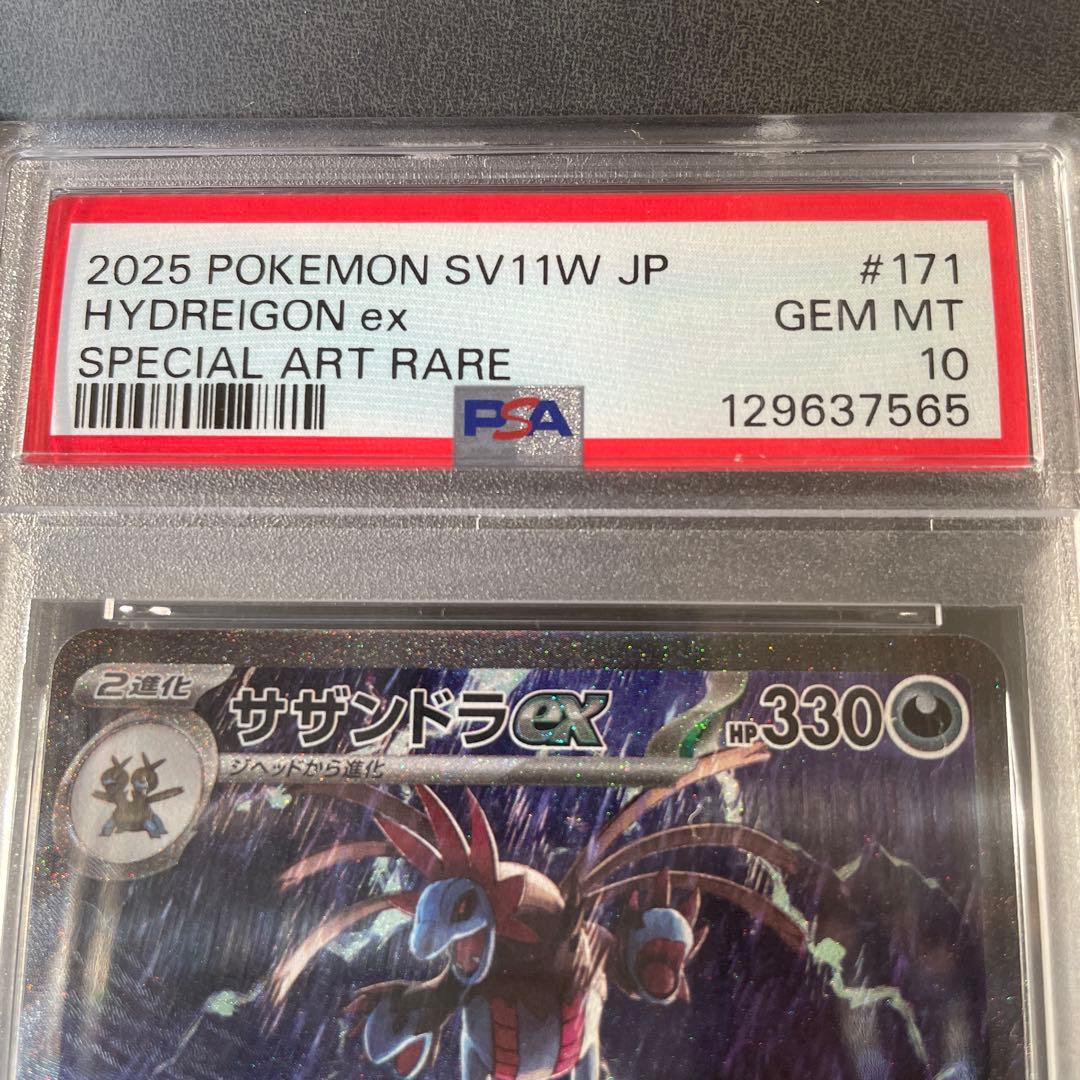 2025 POKEMON SV11W JP #171
HYDREIGON ex GEM MT
SPECIAL ART RARE 10
PSA 129637565
2進化
サザンドラex HP330
ジヘッドから進化